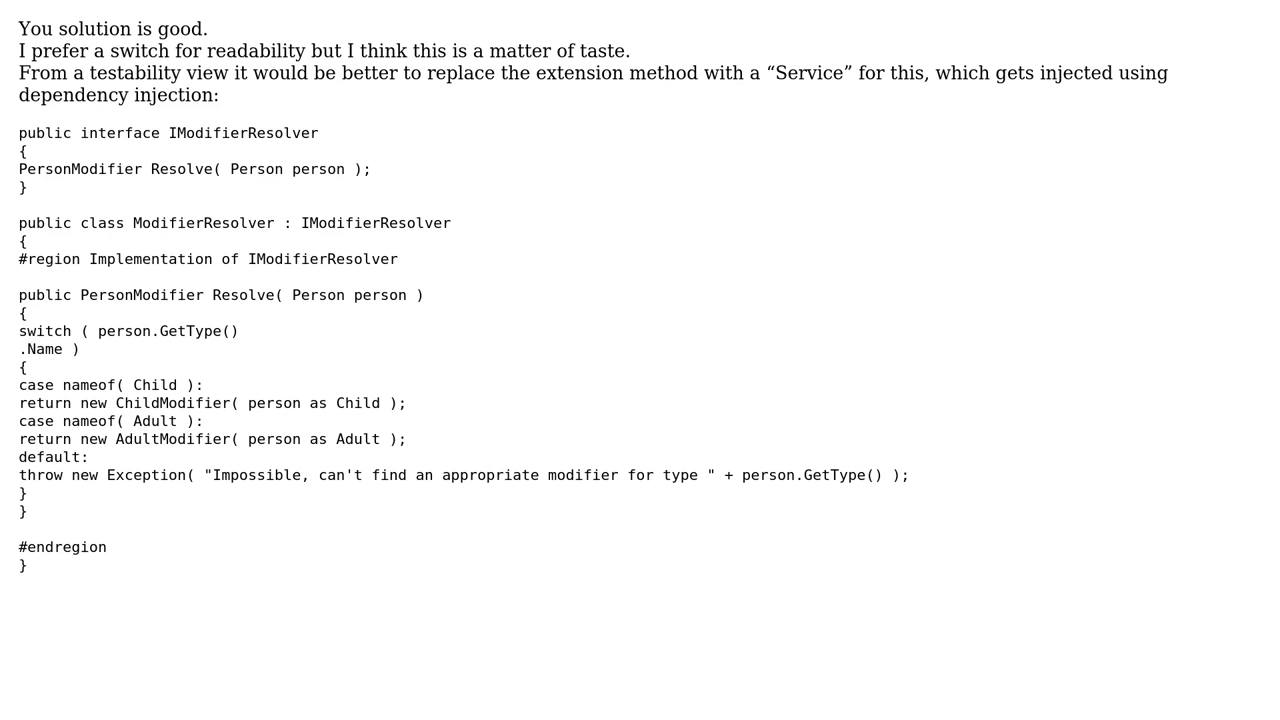 You solution is good.
I prefer a switch for readability but I think this is a matter of taste.
From a testability view it would be better to replace the extension method with a “Service” for this, which gets injected using
dependency injection:
public interface IModifierResolver
{
PersonModifier Resolve( Person person );
}
public class ModifierResolver : IModifierResolver
{
#region Implementation of IModifierResolver
public PersonModifier Resolve( Person person )
{
switch ( person.GetType()
.Name )
{
case nameof( Child ):
return new ChildModifier( person as Child );
case nameof( Adult ):
return new AdultModifier( person as Adult );
default:
throw new Exception( "Impossible, can't find an appropriate modifier for type " + person.GetType() );
}
}
#endregion
}